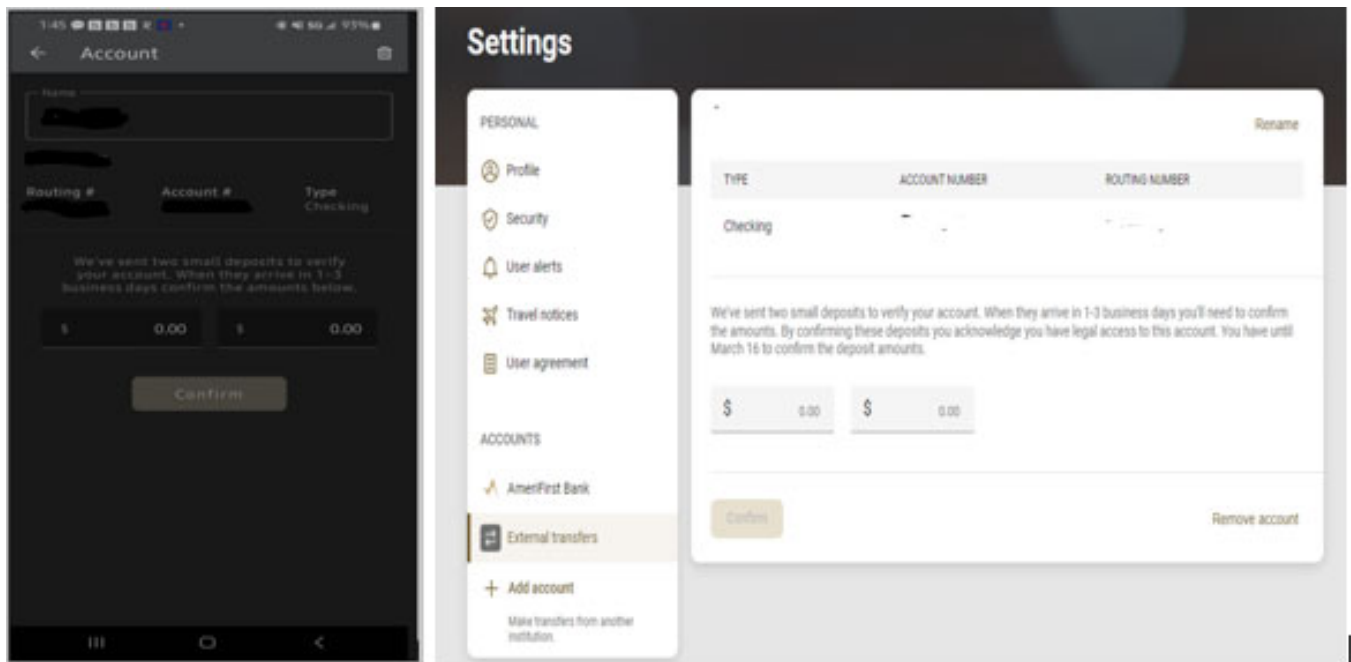 1:45 93%
Account
Name
Routing # Account # Type
Checking
We've sent two small deposits to verify
your account. When they arrive in 1-3
business days confirm the amounts below.
$ 0.00 $ 0.00
Confirm
Settings
PERSONAL
Profile
Security
User alerts
Travel notices
User agreement
ACCOUNTS
AmeriFirst Bank
External transfers
Add account
Make transfers from another
institution.
Rename
TYPE ACCOUNT NUMBER ROUTING NUMBER
Checking
We've sent two small deposits to verify your account. When they arrive in 1-3 business days you'll need to confirm
the amounts. By confirming these deposits you acknowledge you have legal access to this account. You have until
March 16 to confirm the deposit amounts.
$ 0.00 $ 0.00
Confirm
Remove account